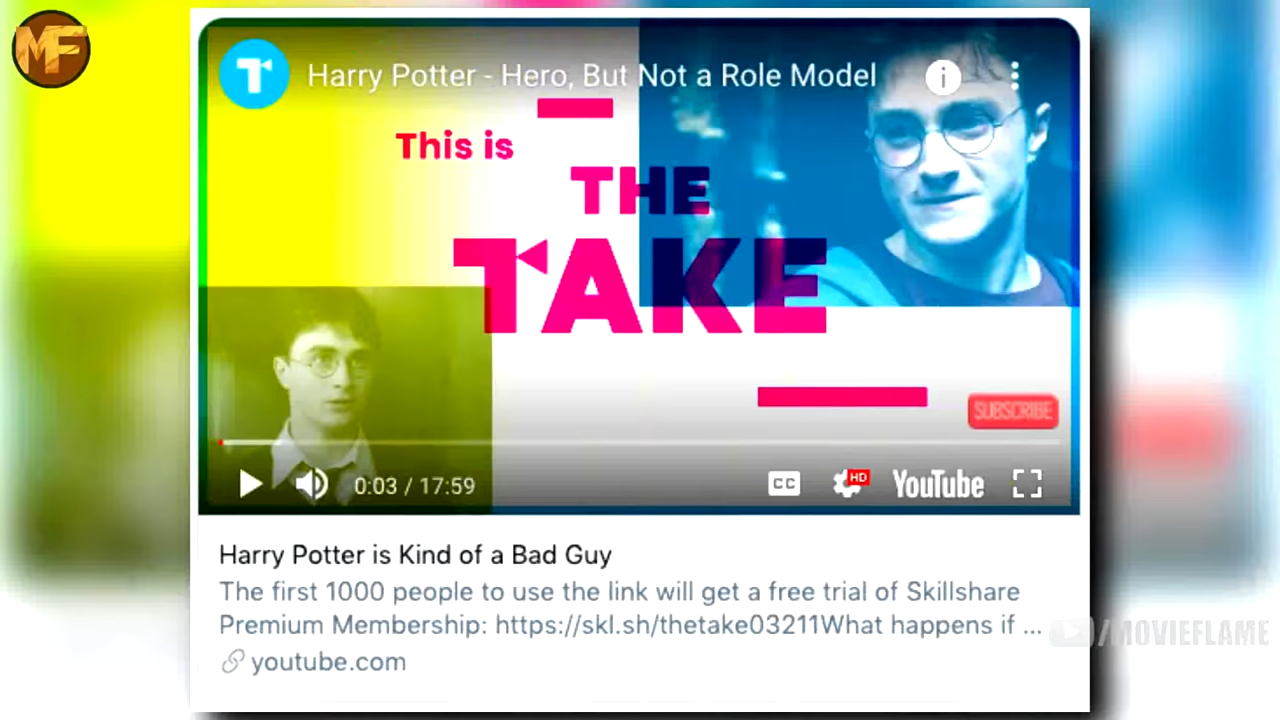 MF
Harry Potter - Hero, But Not a Role Model
This is
THE
TAKE
SUBSCRIBE
0:03 / 17:59
CC
HD
YouTube
Harry Potter is Kind of a Bad Guy
The first 1000 people to use the link will get a free trial of Skillshare
Premium Membership: https://skl.sh/thetake03211What happens if ...
youtube.com
/MOVIEFLAME